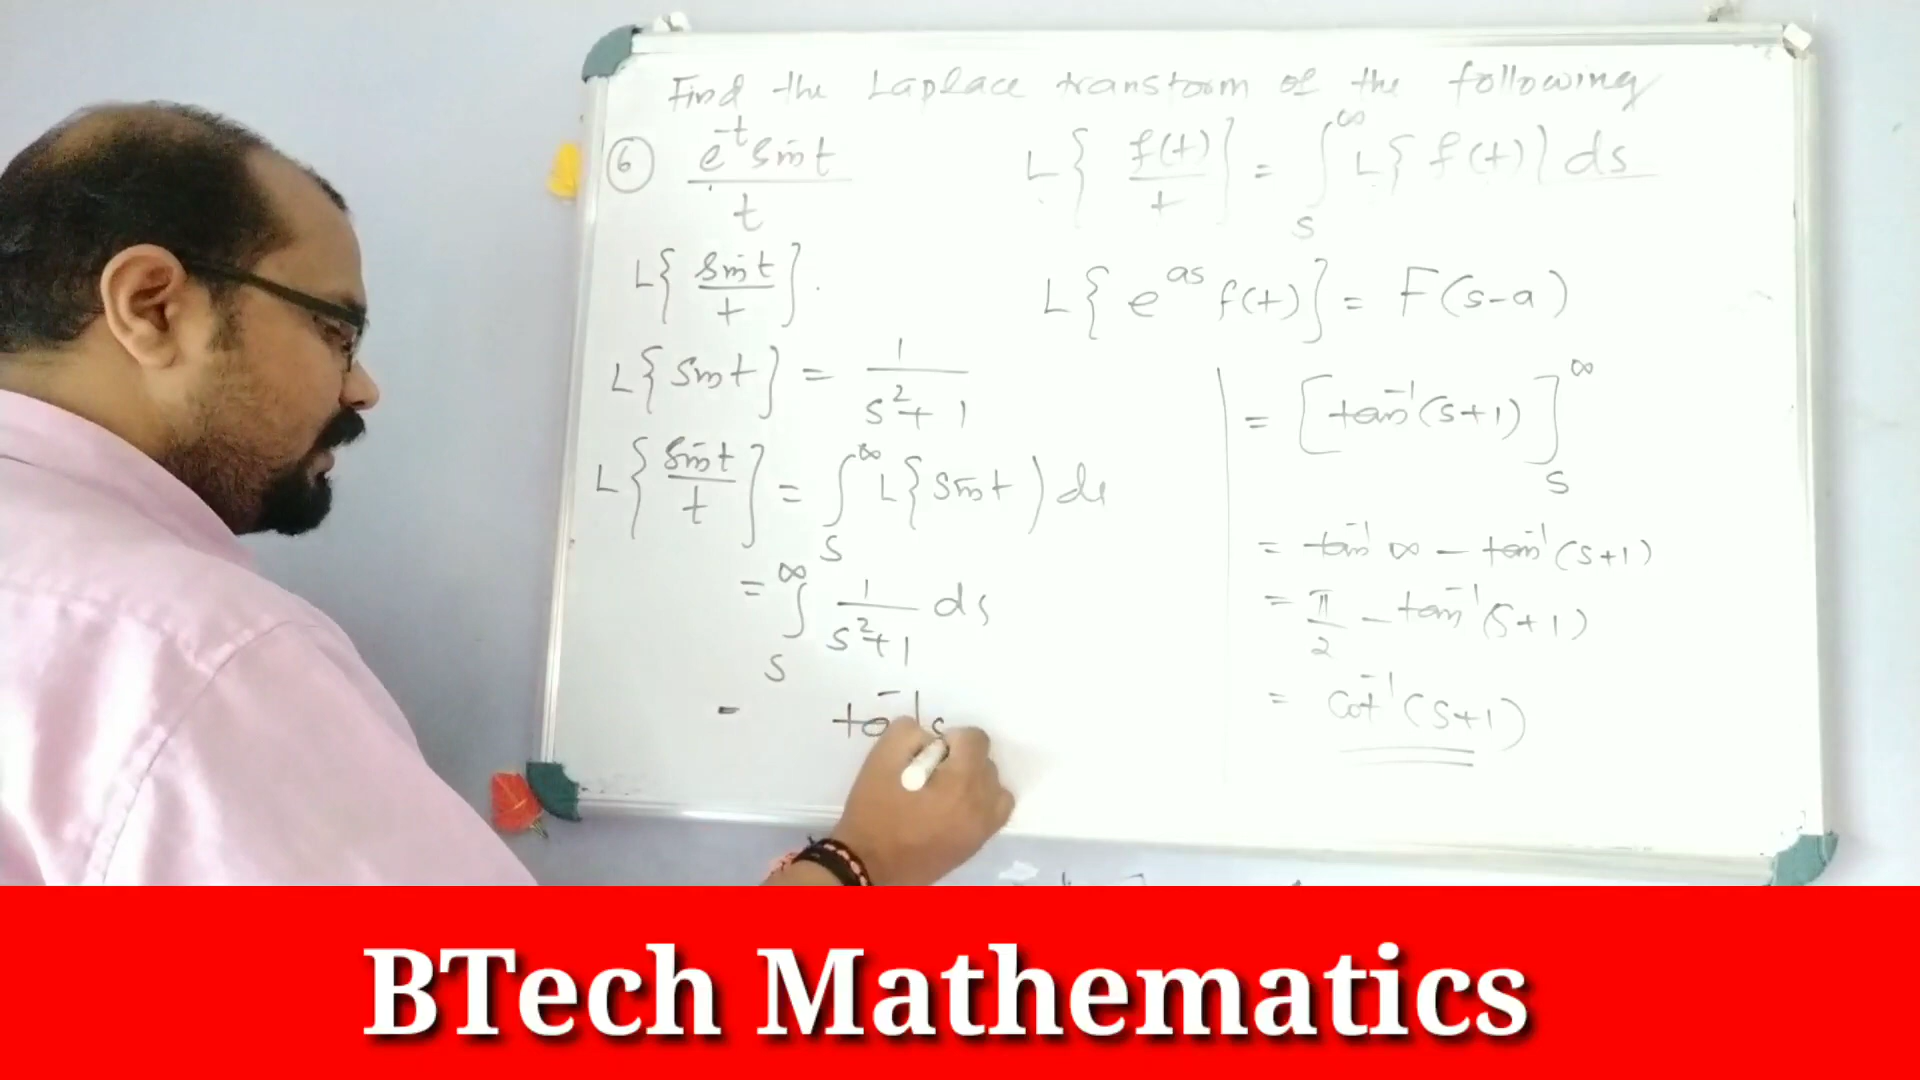 Find the Laplace transform of the following
⑥ e^-t sin t / t
L{ f(t) / t } = ∫_s^∞ L{ f(t) } ds
L{ sin t / t }.
L{ e^as f(t) } = F(s-a)
L{ sin t } = 1 / s^2+1
L{ sin t / t } = ∫_s^∞ L{ sin t } ds
= ∫_s^∞ 1 / s^2+1 ds
= [ tan^-1 (s+1) ]_s^∞
= tan^-1 ∞ - tan^-1 (s+1)
= π/2 - tan^-1 (s+1)
= cot^-1 (s+1)
BTech Mathematics